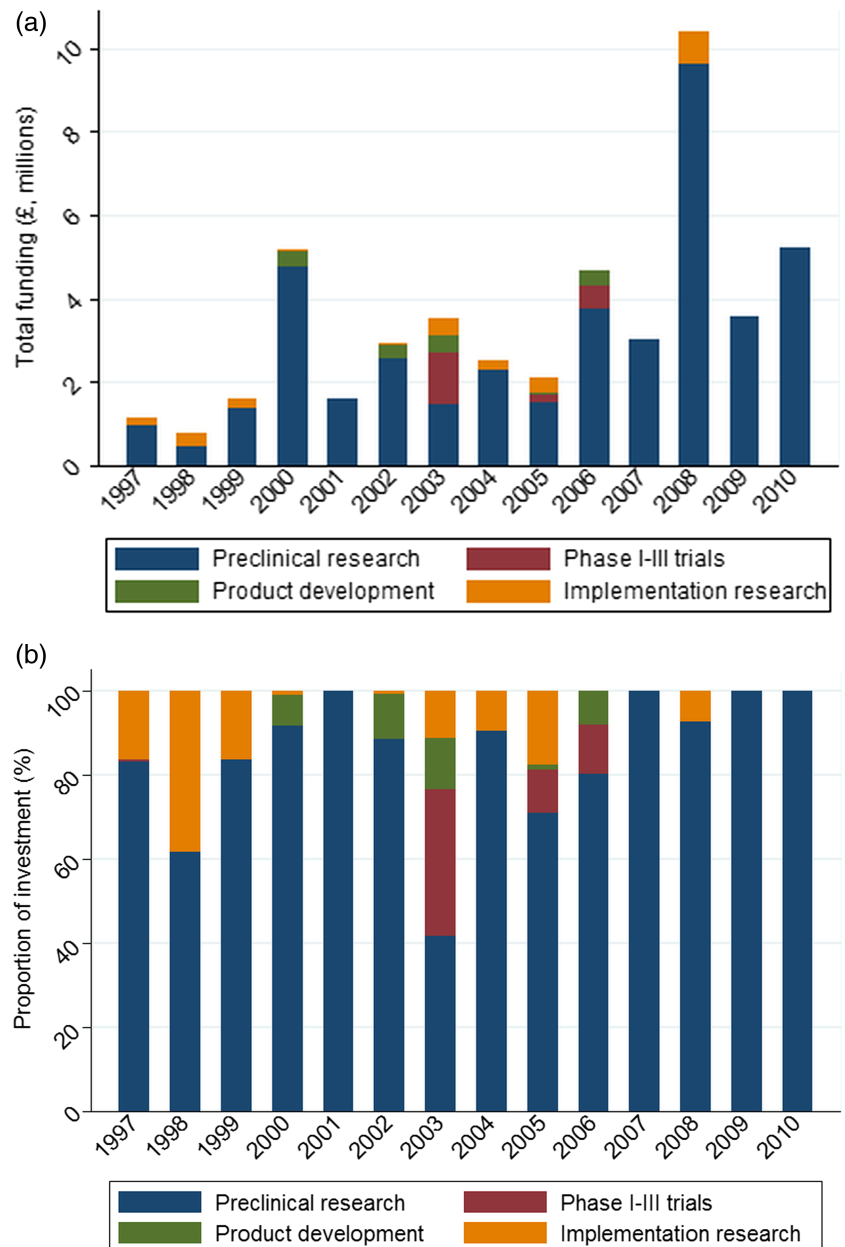 (a)
Total funding (£, millions)
10
8
6
4
2
0
1997 1998 1999 2000 2001 2002 2003 2004 2005 2006 2007 2008 2009 2010
Preclinical research Phase I-III trials
Product development Implementation research
(b)
Proportion of investment (%)
100
80
60
40
20
0
1997 1998 1999 2000 2001 2002 2003 2004 2005 2006 2007 2008 2009 2010
Preclinical research Phase I-III trials
Product development Implementation research